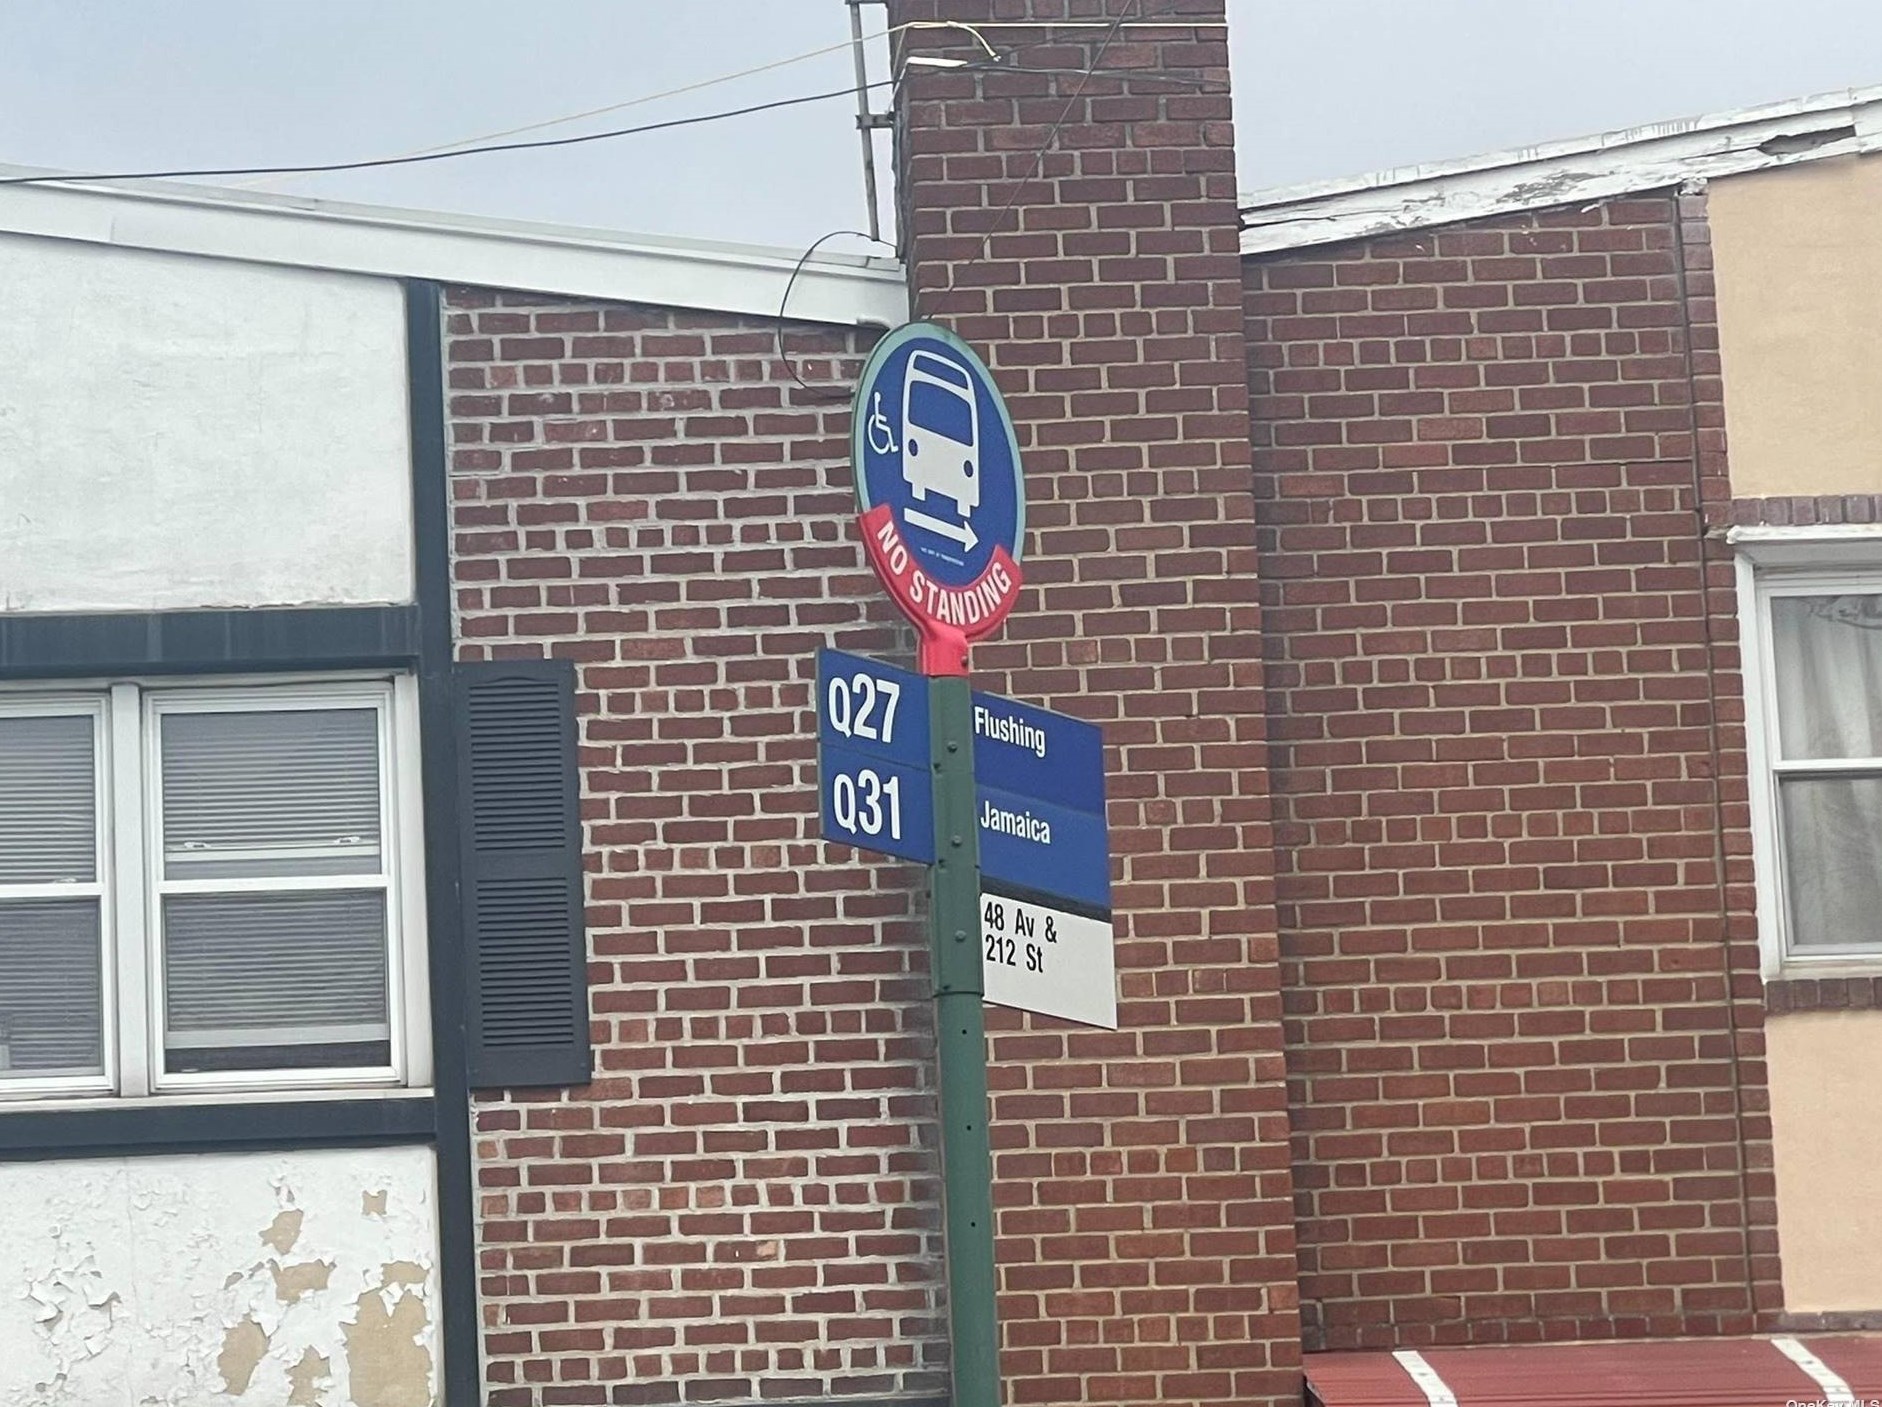 NO STANDING
Q27 Flushing
Q31 Jamaica
48 Av &
212 St
OneKey MLS